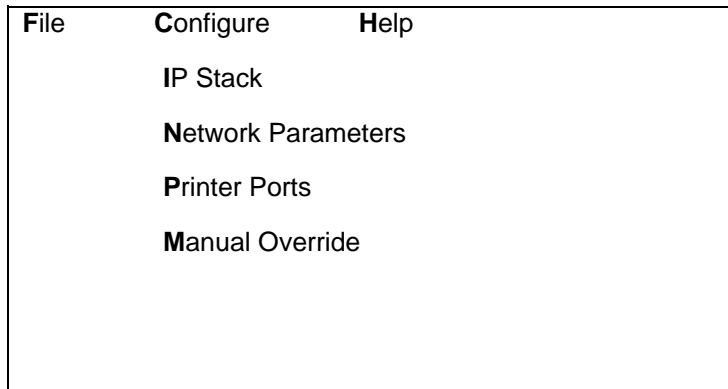 File Configure Help
IP Stack
Network Parameters
Printer Ports
Manual Override